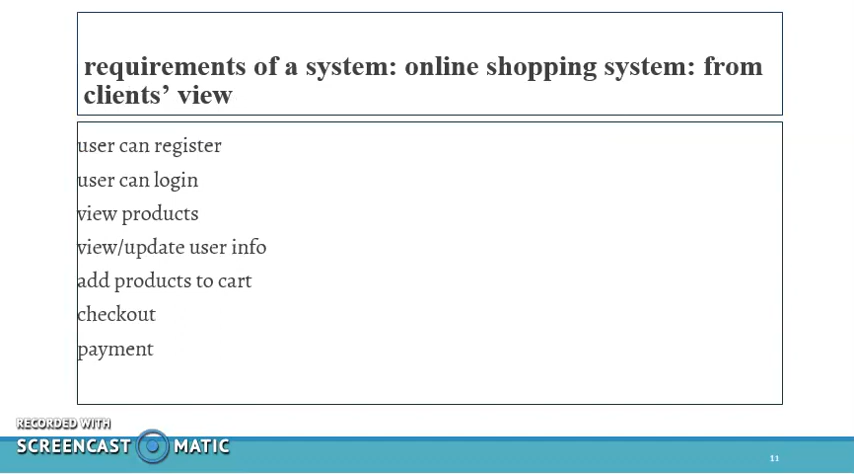 requirements of a system: online shopping system: from
clients’ view
user can register
user can login
view products
view/update user info
add products to cart
checkout
payment
RECORDED WITH
SCREENCAST MATIC
11